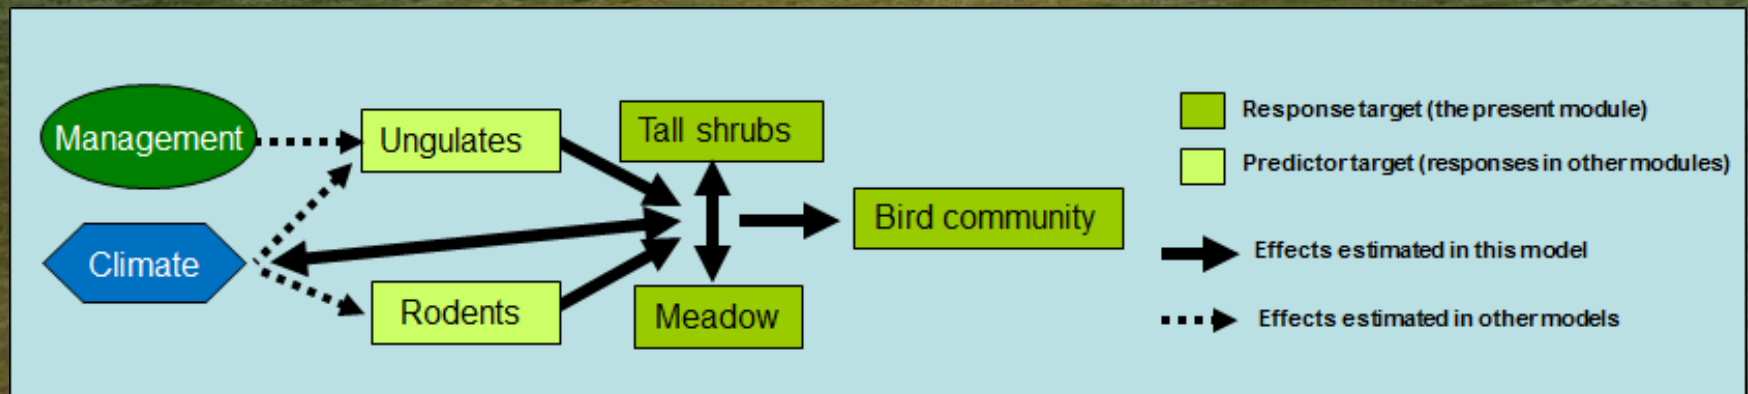 Management
Climate
Ungulates
Rodents
Tall shrubs
Meadow
Bird community
Response target (the present module)
Predictor target (responses in other modules)
Effects estimated in this model
Effects estimated in other models